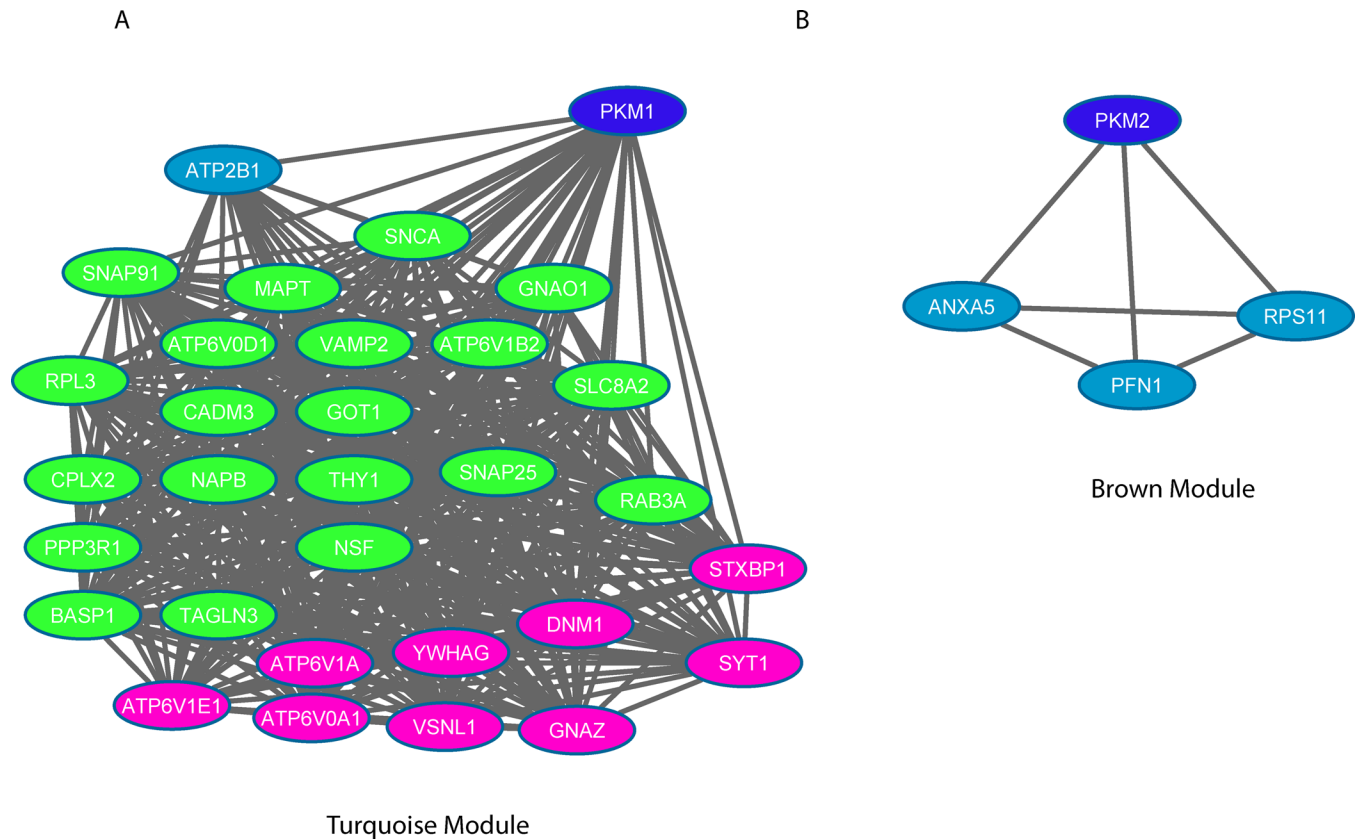 A
B
PKM1
PKM2
ATP2B1
SNCA
SNAP91
MAPT
GNAO1
ANXA5
RPS11
ATP6V0D1
VAMP2
ATP6V1B2
RPL3
SLC8A2
PFN1
CADM3
GOT1
CPLX2
NAPB
THY1
SNAP25
RAB3A
Brown Module
PPP3R1
NSF
STXBP1
BASP1
TAGLN3
DNM1
ATP6V1A
YWHAG
SYT1
ATP6V1E1
ATP6V0A1
VSNL1
GNAZ
Turquoise Module